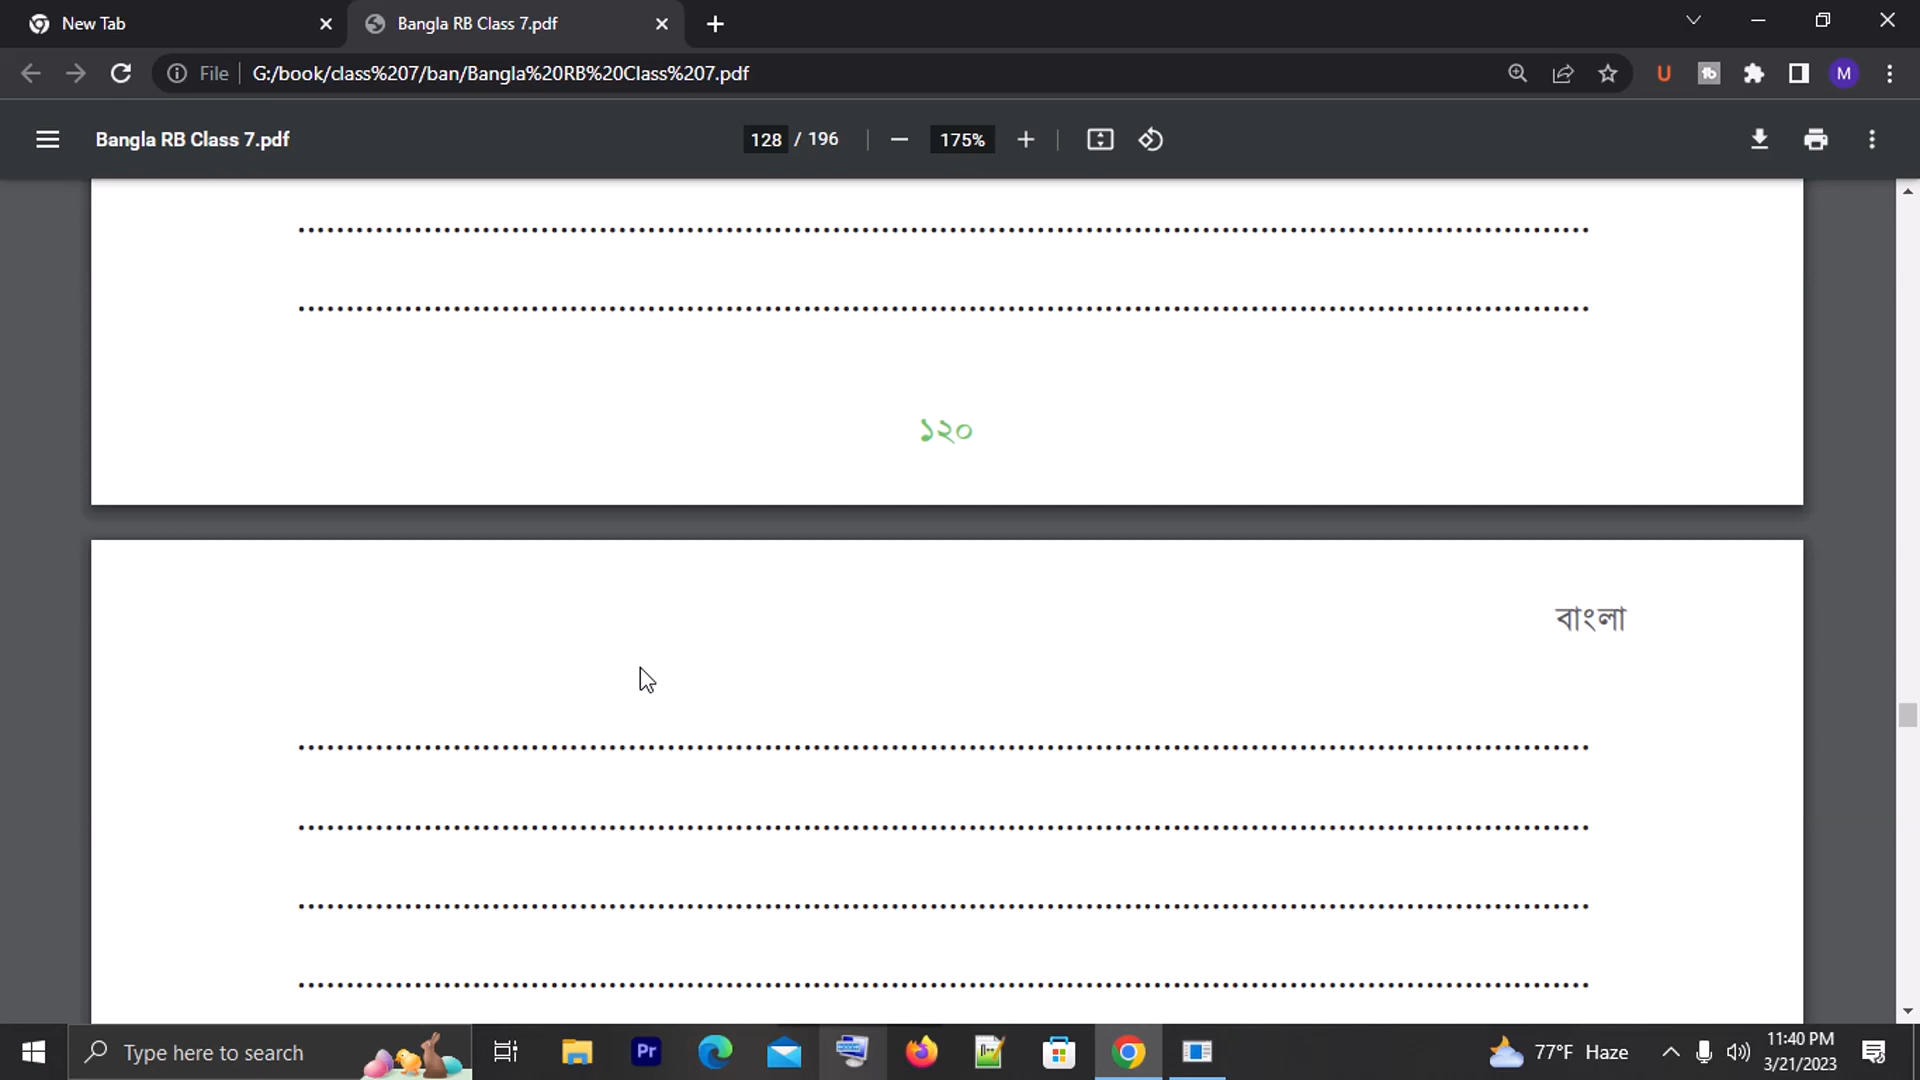 New Tab
Bangla RB Class 7.pdf
File
G:/book/class%207/ban/Bangla%20RB%20Class%207.pdf
U
M
Bangla RB Class 7.pdf
128 / 196
175%
..............................................................................................................
..............................................................................................................
১২০
বাংলা
..............................................................................................................
..............................................................................................................
..............................................................................................................
..............................................................................................................
Type here to search
Pr
77°F Haze
11:40 PM
3/21/2023